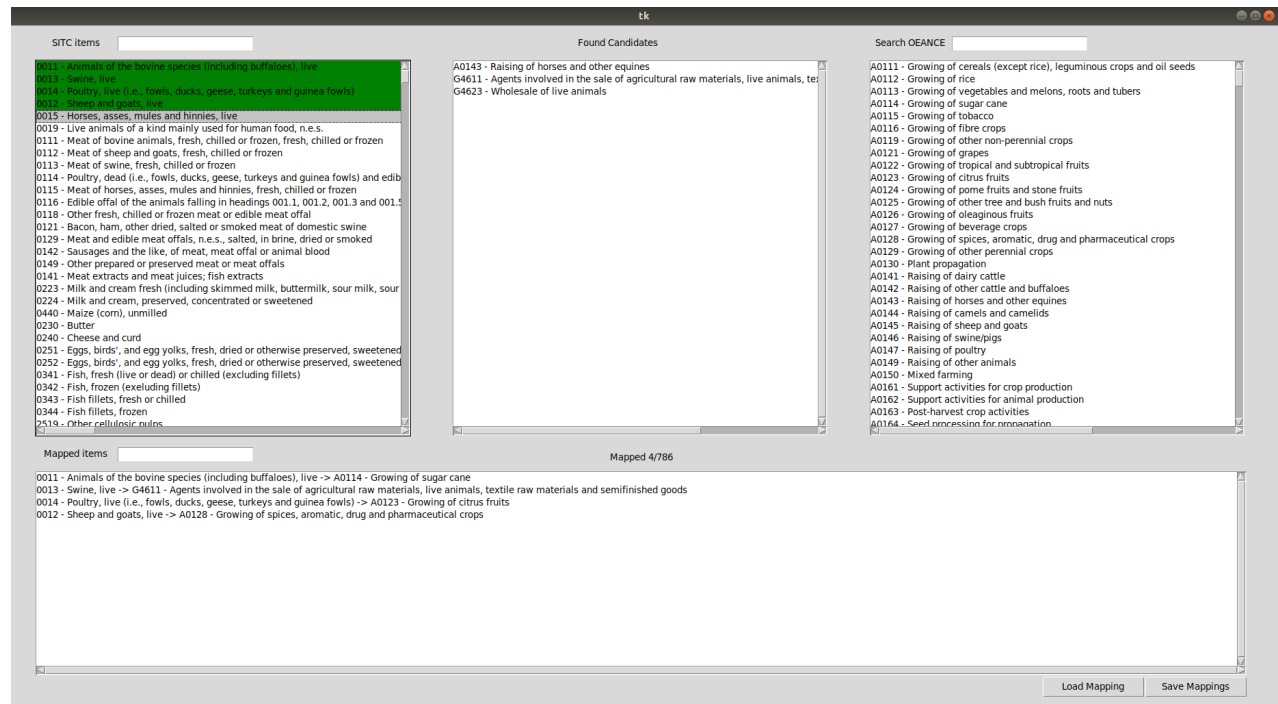 tk
SITC items
Found Candidates
Search OEANCE
0011 - Animals of the bovine species (including buffaloes), live
0013 - Swine, live
0014 - Poultry, live (i.e., fowls, ducks, geese, turkeys and guinea fowls)
0012 - Sheep and goats, live
0015 - Horses, asses, mules and hinnies, live
0019 - Live animals of a kind mainly used for human food, n.e.s.
0111 - Meat of bovine animals, fresh, chilled or frozen, fresh, chilled or frozen
0112 - Meat of sheep and goats, fresh, chilled or frozen
0113 - Meat of swine, fresh, chilled or frozen
0114 - Poultry, dead (i.e., fowls, ducks, geese, turkeys and guinea fowls) and edib
0115 - Meat of horses, asses, mules and hinnies, fresh, chilled or frozen
0116 - Edible offal of the animals falling in headings 001.1, 001.2, 001.3 and 001.5
0118 - Other fresh, chilled or frozen meat or edible meat offal
0121 - Bacon, ham, other dried, salted or smoked meat of domestic swine
0129 - Meat and edible meat offals, n.e.s., salted, in brine, dried or smoked
0142 - Sausages and the like, of meat, meat offal or animal blood
0149 - Other prepared or preserved meat or meat offals
0141 - Meat extracts and meat juices; fish extracts
0223 - Milk and cream fresh (including skimmed milk, buttermilk, sour milk, sour
0224 - Milk and cream, preserved, concentrated or sweetened
0440 - Maize (corn), unmilled
0230 - Butter
0240 - Cheese and curd
0251 - Eggs, birds', and egg yolks, fresh, dried or otherwise preserved, sweetened
0252 - Eggs, birds', and egg yolks, fresh, dried or otherwise preserved, sweetened
0341 - Fish, fresh (live or dead) or chilled (excluding fillets)
0342 - Fish, frozen (exeluding fillets)
0343 - Fish fillets, fresh or chilled
0344 - Fish fillets, frozen
2519 - Other cellulosic pulps
A0143 - Raising of horses and other equines
G4611 - Agents involved in the sale of agricultural raw materials, live animals, te
G4623 - Wholesale of live animals
A0111 - Growing of cereals (except rice), leguminous crops and oil seeds
A0112 - Growing of rice
A0113 - Growing of vegetables and melons, roots and tubers
A0114 - Growing of sugar cane
A0115 - Growing of tobacco
A0116 - Growing of fibre crops
A0119 - Growing of other non-perennial crops
A0121 - Growing of grapes
A0122 - Growing of tropical and subtropical fruits
A0123 - Growing of citrus fruits
A0124 - Growing of pome fruits and stone fruits
A0125 - Growing of other tree and bush fruits and nuts
A0126 - Growing of oleaginous fruits
A0127 - Growing of beverage crops
A0128 - Growing of spices, aromatic, drug and pharmaceutical crops
A0129 - Growing of other perennial crops
A0130 - Plant propagation
A0141 - Raising of dairy cattle
A0142 - Raising of other cattle and buffaloes
A0143 - Raising of horses and other equines
A0144 - Raising of camels and camelids
A0145 - Raising of sheep and goats
A0146 - Raising of swine/pigs
A0147 - Raising of poultry
A0149 - Raising of other animals
A0150 - Mixed farming
A0161 - Support activities for crop production
A0162 - Support activities for animal production
A0163 - Post-harvest crop activities
A0164 - Seed processing for propagation
Mapped items
Mapped 4/786
0011 - Animals of the bovine species (including buffaloes), live -> A0114 - Growing of sugar cane
0013 - Swine, live -> G4611 - Agents involved in the sale of agricultural raw materials, live animals, textile raw materials and semifinished goods
0014 - Poultry, live (i.e., fowls, ducks, geese, turkeys and guinea fowls) -> A0123 - Growing of citrus fruits
0012 - Sheep and goats, live -> A0128 - Growing of spices, aromatic, drug and pharmaceutical crops
Load Mapping
Save Mappings